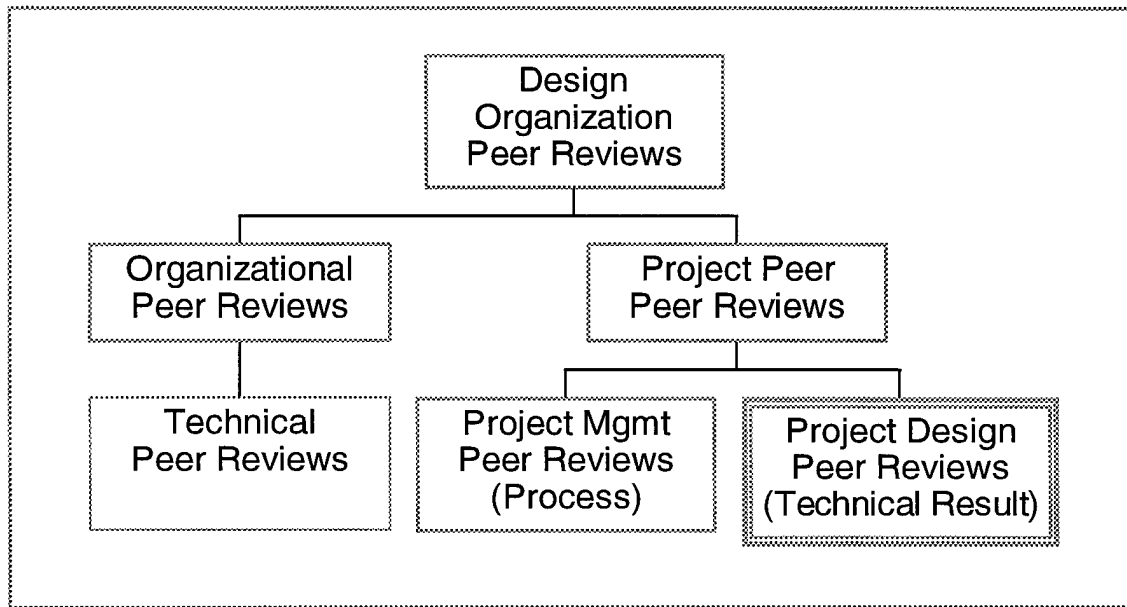 Design
Organization
Peer Reviews
Organizational
Peer Reviews
Project Peer
Peer Reviews
Technical
Peer Reviews
Project Mgmt
Peer Reviews
(Process)
Project Design
Peer Reviews
(Technical Result)